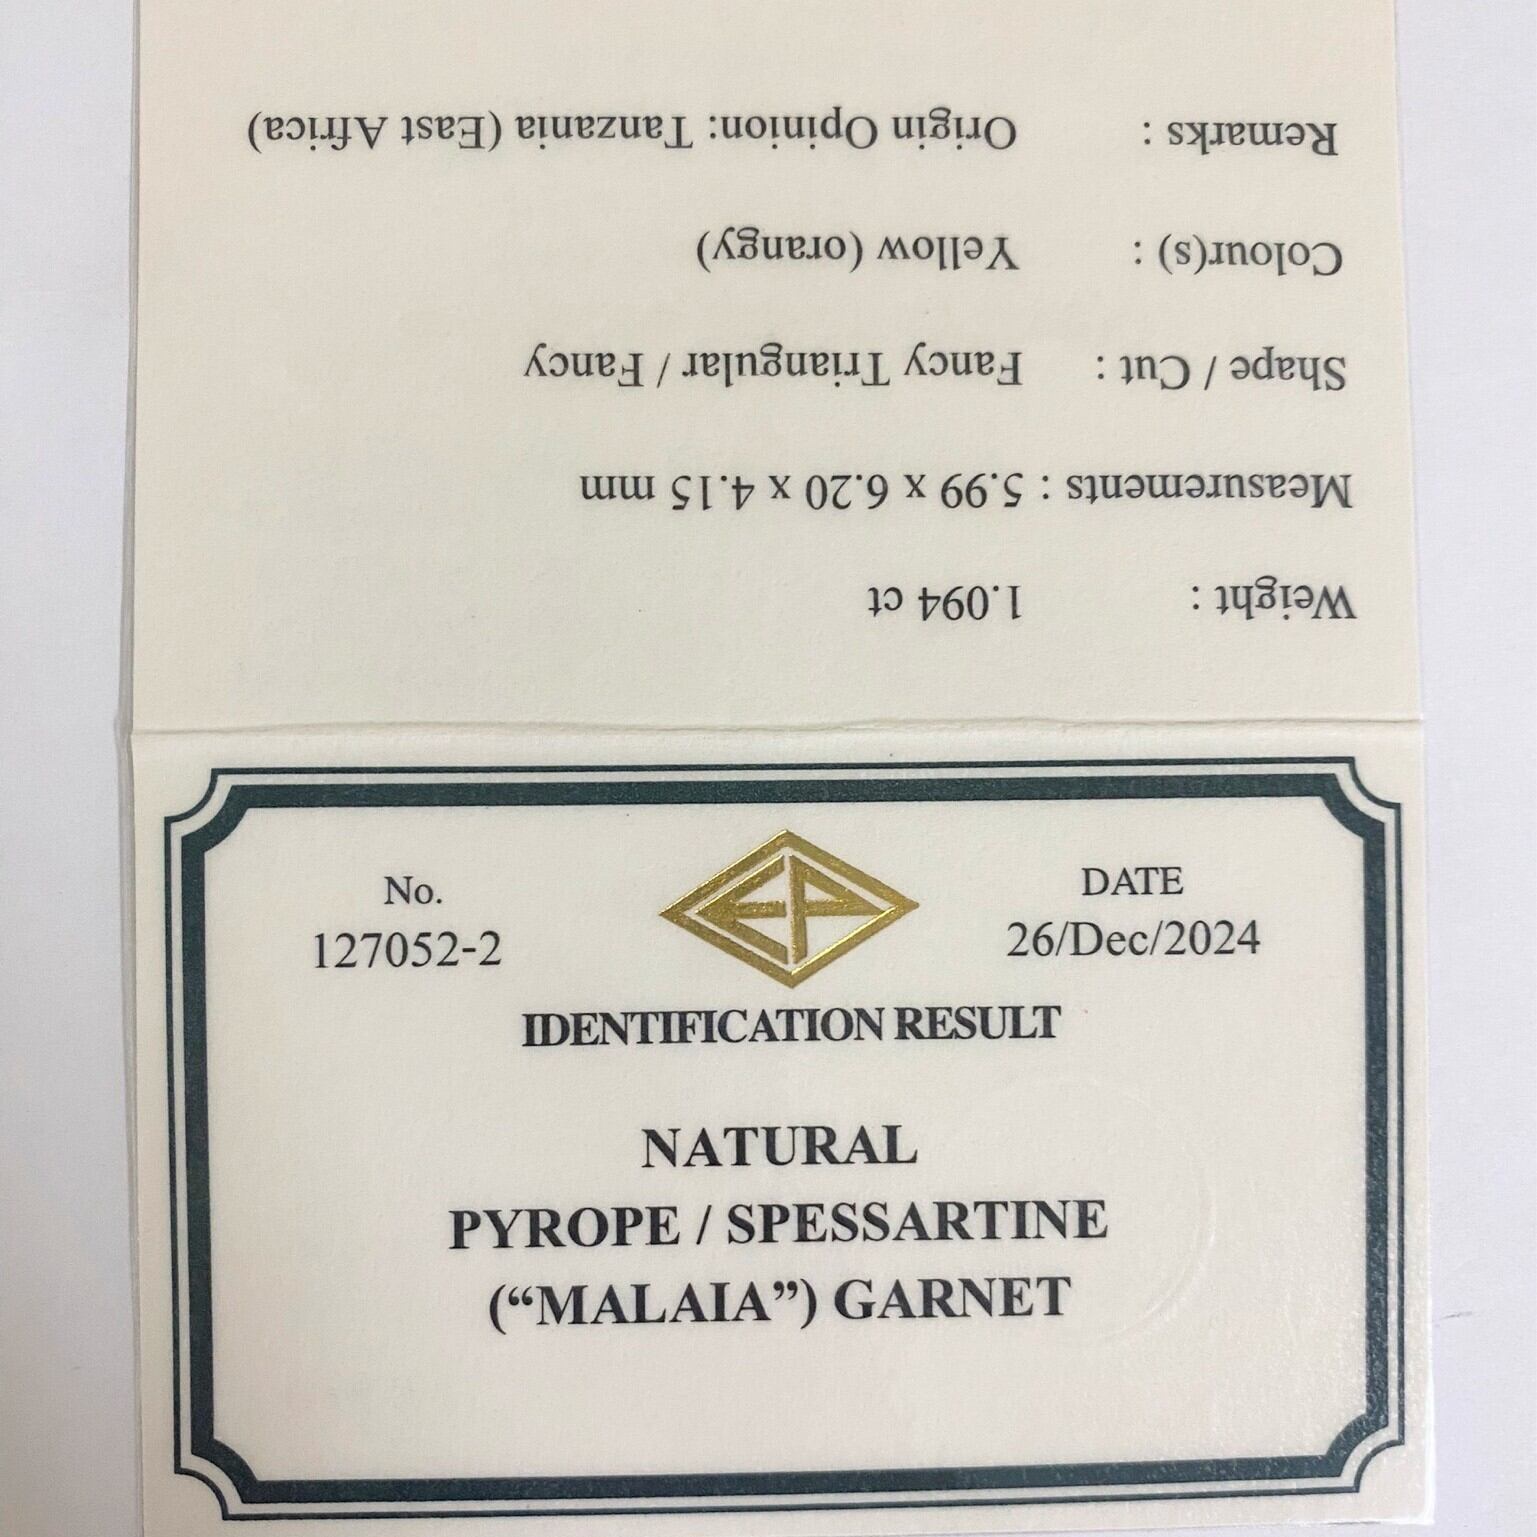 No.
127052-2
EP
DATE
26/Dec/2024
IDENTIFICATION RESULT
NATURAL
PYROPE / SPESSARTINE
(“MALAIA”) GARNET
Weight : 1.094 ct
Measurements : 5.99 x 6.20 x 4.15 mm
Shape / Cut : Fancy Triangular / Fancy
Colour(s) : Yellow (orangy)
Remarks : Origin Opinion: Tanzania (East Africa)